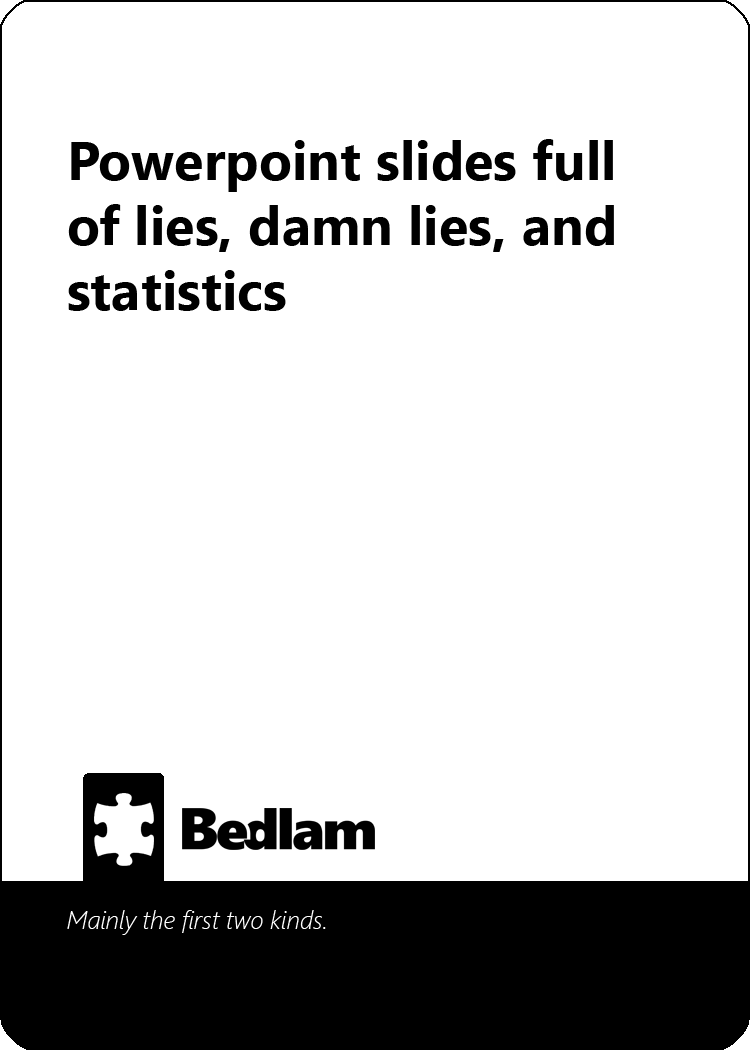 Powerpoint slides full
of lies, damn lies, and
statistics
Bedlam
Mainly the first two kinds.